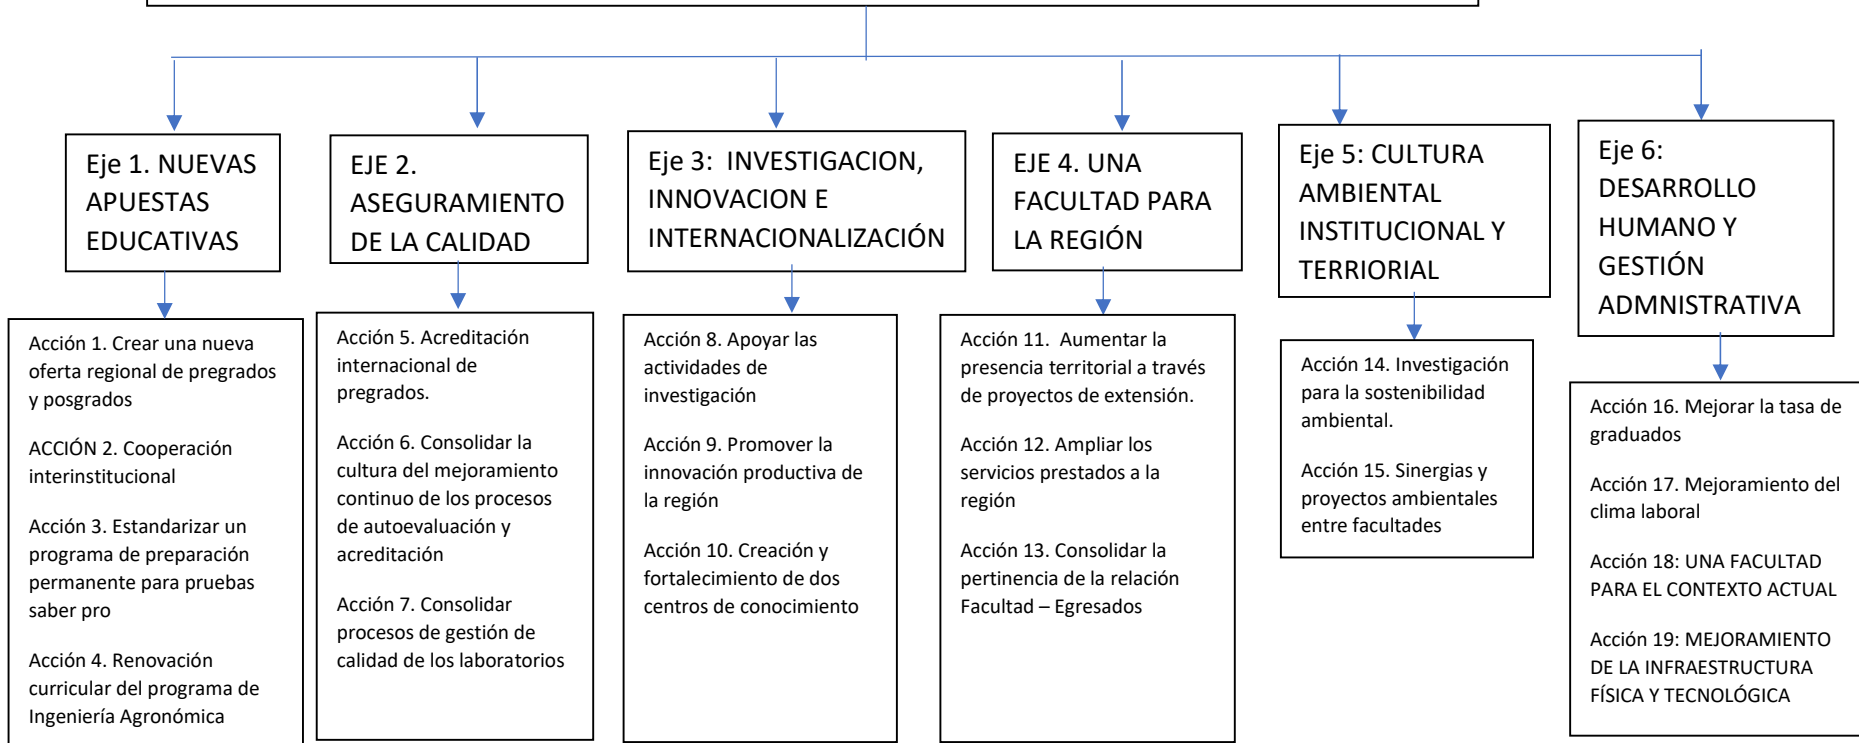 Eje 1. NUEVAS
APUESTAS
EDUCATIVAS
EJE 2.
ASEGURAMIENTO
DE LA CALIDAD
Eje 3:  INVESTIGACION,
INNOVACION E
INTERNACIONALIZACIÓN
EJE 4. UNA
FACULTAD PARA
LA REGIÓN
Eje 5: CULTURA
AMBIENTAL
INSTITUCIONAL Y
TERRIORIAL
Eje 6:
DESARROLLO
HUMANO Y
GESTIÓN
ADMNISTRATIVA
Acción 1. Crear una nueva
oferta regional de pregrados
y posgrados
ACCIÓN 2. Cooperación
interinstitucional
Acción 3. Estandarizar un
programa de preparación
permanente para pruebas
saber pro
Acción 4. Renovación
curricular del programa de
Ingeniería Agronómica
Acción 5. Acreditación
internacional de
pregrados.
Acción 6. Consolidar la
cultura del mejoramiento
continuo de los procesos
de autoevaluación y
acreditación
Acción 7. Consolidar
procesos de gestión de
calidad de los laboratorios
Acción 8. Apoyar las
actividades de
investigación
Acción 9. Promover la
innovación productiva de
la región
Acción 10. Creación y
fortalecimiento de dos
centros de conocimiento
Acción 11.  Aumentar la
presencia territorial a través
de proyectos de extensión.
Acción 12. Ampliar los
servicios prestados a la
región
Acción 13. Consolidar la
pertinencia de la relación
Facultad – Egresados
Acción 14. Investigación
para la sostenibilidad
ambiental.
Acción 15. Sinergias y
proyectos ambientales
entre facultades
Acción 16. Mejorar la tasa de
graduados
Acción 17. Mejoramiento del
clima laboral
Acción 18: UNA FACULTAD
PARA EL CONTEXTO ACTUAL
Acción 19: MEJORAMIENTO
DE LA INFRAESTRUCTURA
FÍSICA Y TECNOLÓGICA